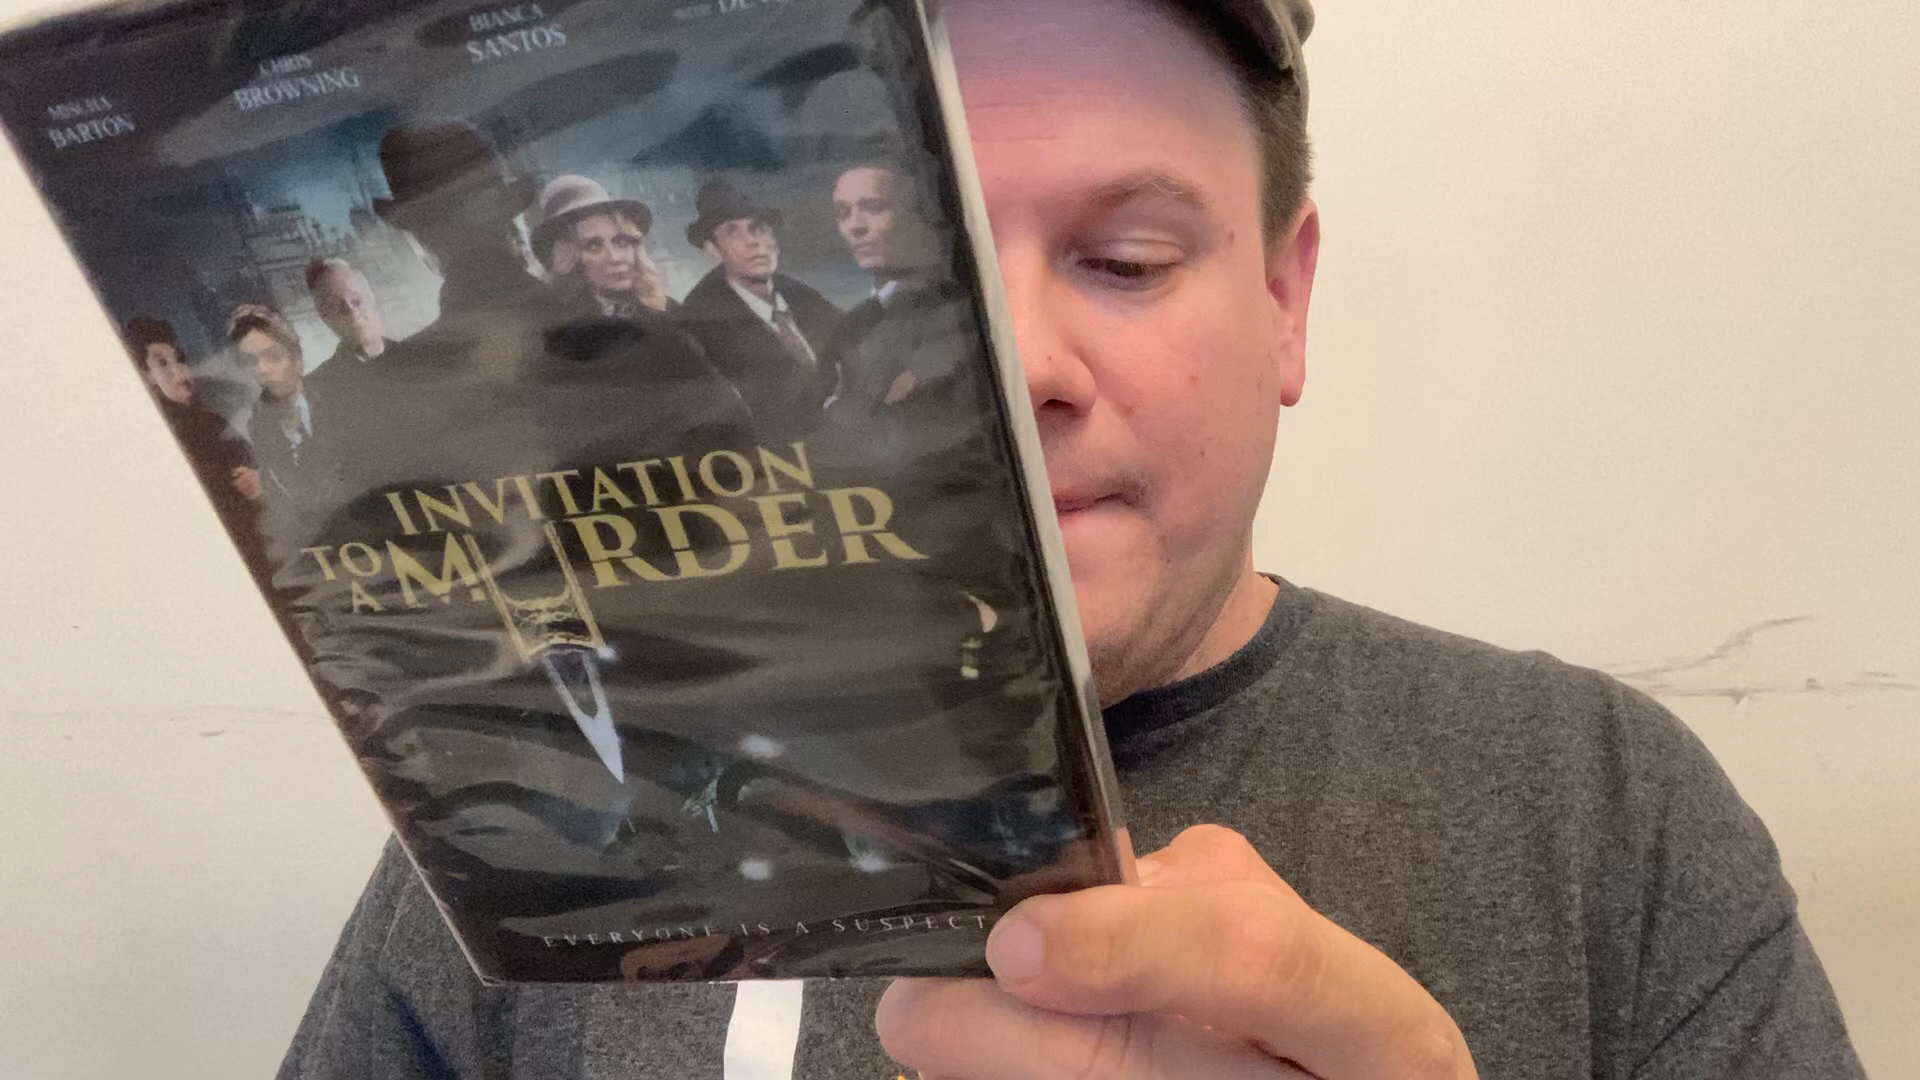 MISCHA
BARTON
CHRIS
BROWNING
BIANCA
SANTOS
INVITATION
TO A MURDER
EVERYONE IS A SUSPECT